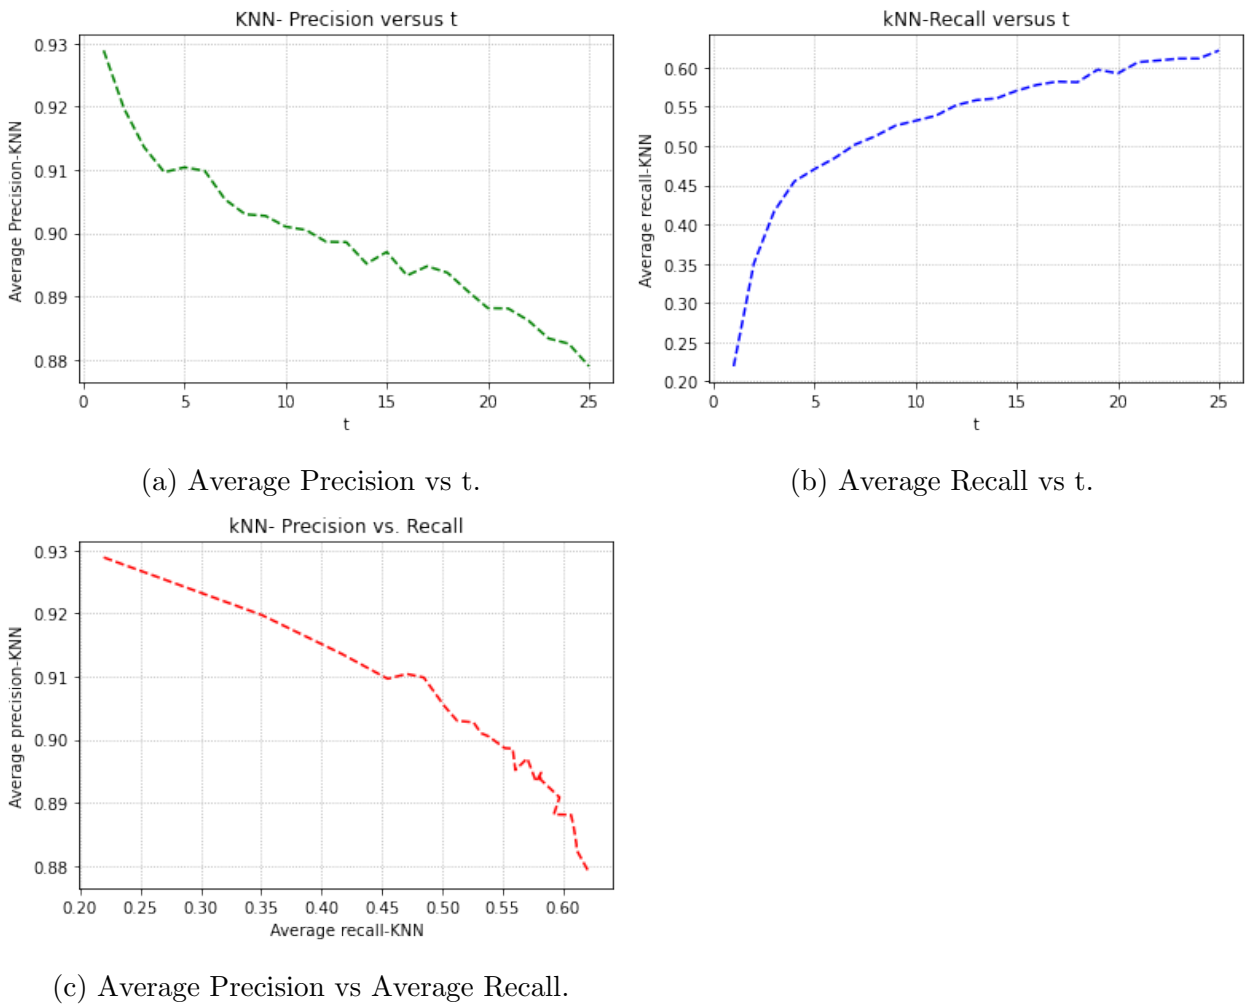 KNN- Precision versus t
Average Precision-KNN
0.93
0.92
0.91
0.90
0.89
0.88
0 5 10 15 20 25
t
(a) Average Precision vs t.
kNN-Recall versus t
Average recall-KNN
0.60
0.55
0.50
0.45
0.40
0.35
0.30
0.25
0.20
0 5 10 15 20 25
t
(b) Average Recall vs t.
kNN- Precision vs. Recall
Average precision-KNN
0.93
0.92
0.91
0.90
0.89
0.88
0.20 0.25 0.30 0.35 0.40 0.45 0.50 0.55 0.60
Average recall-KNN
(c) Average Precision vs Average Recall.